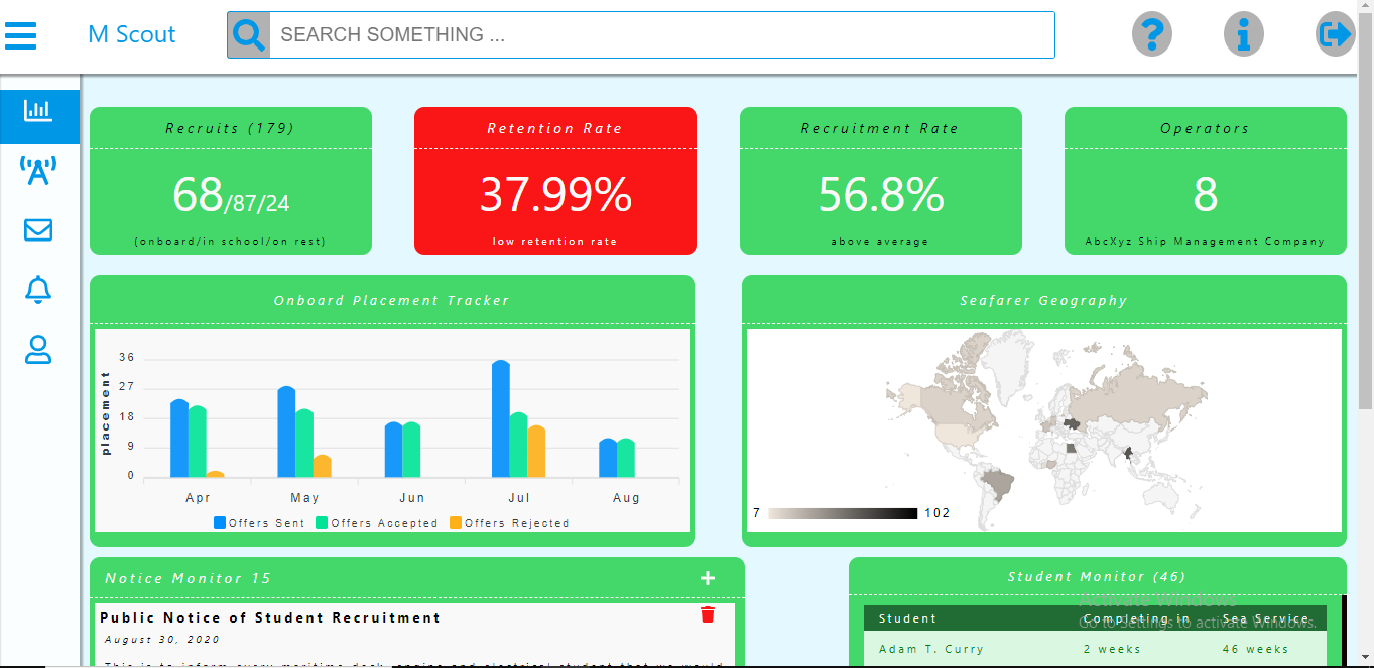 M Scout
SEARCH SOMETHING ...
Recruits (179)
68/87/24
(onboard/in school/on rest)
Retention Rate
37.99%
low retention rate
Recruitment Rate
56.8%
above average
Operators
8
AbcXyz Ship Management Company
Onboard Placement Tracker
placement
36
27
18
9
0
Apr May Jun Jul Aug
Offers Sent Offers Accepted Offers Rejected
Seafarer Geography
7 102
Notice Monitor 15
Public Notice of Student Recruitment
August 30, 2020
This is to inform every maritime deck, engine and electrical student that we would
Student Monitor (46)
Student Completing in Sea Service
Adam T. Curry 2 weeks 46 weeks
Activate Windows
Go to Settings to activate Windows.